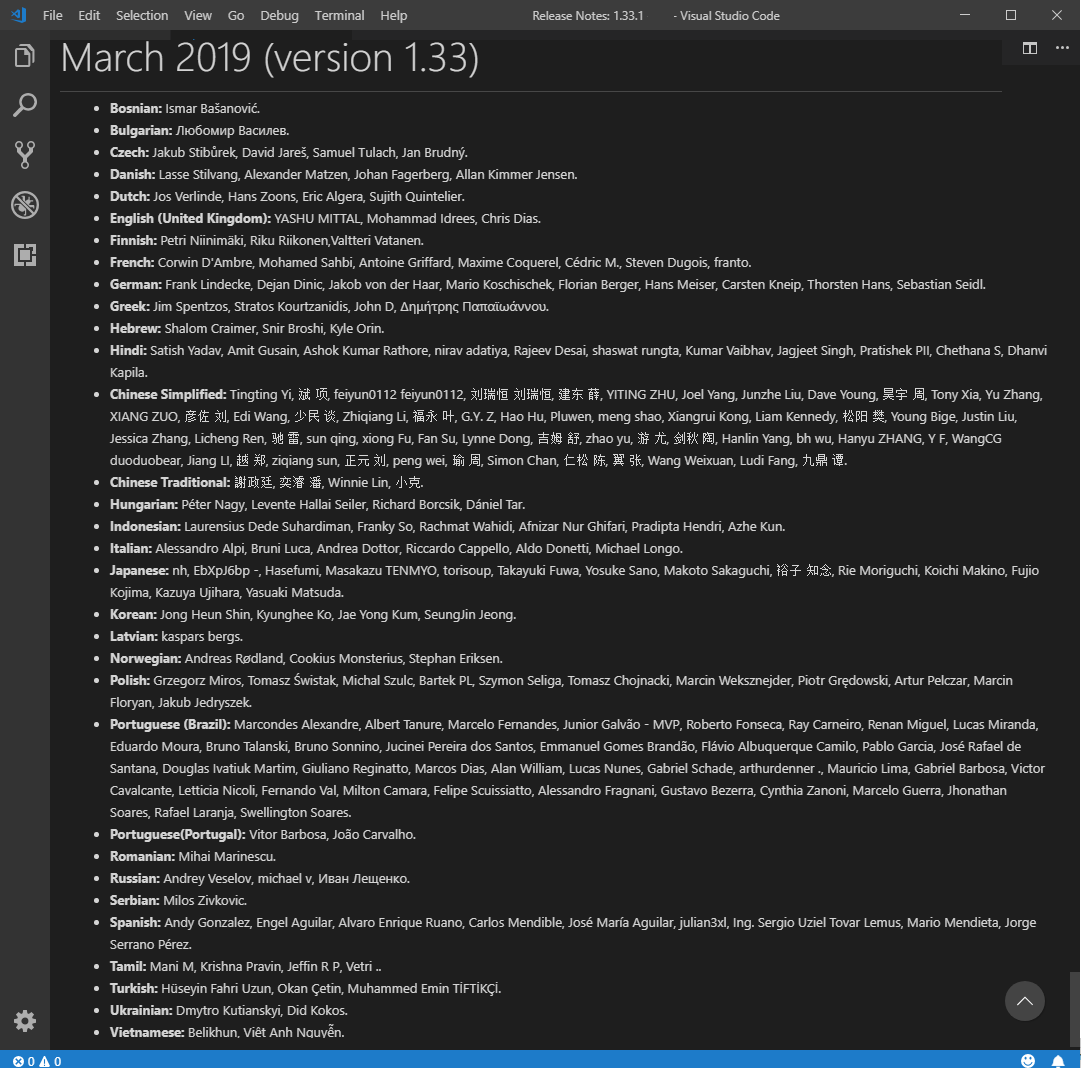 File Edit Selection View Go Debug Terminal Help Release Notes: 1.33.1 - Visual Studio Code
March 2019 (version 1.33)
Bosnian: Ismar Bašanović.
Bulgarian: Любомир Василев.
Czech: Jakub Stibůrek, David Jareš, Samuel Tulach, Jan Brudný.
Danish: Lasse Stilvang, Alexander Matzen, Johan Fagerberg, Allan Kimmer Jensen.
Dutch: Jos Verlinde, Hans Zoons, Eric Algera, Sujith Quintelier.
English (United Kingdom): YASHU MITTAL, Mohammad Idrees, Chris Dias.
Finnish: Petri Niinimäki, Riku Riikonen,Valtteri Vatanen.
French: Corwin D'Ambre, Mohamed Sahbi, Antoine Griffard, Maxime Coquerel, Cédric M., Steven Dugois, franto.
German: Frank Lindecke, Dejan Dinic, Jakob von der Haar, Mario Koschischek, Florian Berger, Hans Meiser, Carsten Kneip, Thorsten Hans, Sebastian Seidl.
Greek: Jim Spentzos, Stratos Kourtzanidis, John D, Δημήτρης Παπαϊωάννου.
Hebrew: Shalom Craimer, Snir Broshi, Kyle Orin.
Hindi: Satish Yadav, Amit Gusain, Ashok Kumar Rathore, nirav adatiya, Rajeev Desai, shaswat rungta, Kumar Vaibhav, Jagjeet Singh, Pratishek PII, Chethana S, Dhanvi
Kapila.
Chinese Simplified: Tingting Yi, 斌 项, feiyun0112 feiyun0112, 刘瑞恒 刘瑞恒, 建东 薛, YITING ZHU, Joel Yang, Junzhe Liu, Dave Young, 昊宇 周, Tony Xia, Yu Zhang,
XIANG ZUO, 彦佐 刘, Edi Wang, 少民 谈, Zhiqiang Li, 福永 叶, G.Y. Z, Hao Hu, Pluwen, meng shao, Xiangrui Kong, Liam Kennedy, 松阳 樊, Young Bige, Justin Liu,
Jessica Zhang, Licheng Ren, 驰 雷, sun qing, xiong Fu, Fan Su, Lynne Dong, 吉姆 舒, zhao yu, 游 尤, 剑秋 陶, Hanlin Yang, bh wu, Hanyu ZHANG, Y F, WangCG
duoduobear, Jiang LI, 越 郑, ziqiang sun, 正元 刘, peng wei, 瑜 周, Simon Chan, 仁松 陈, 翼 张, Wang Weixuan, Ludi Fang, 九鼎 谭.
Chinese Traditional: 謝政廷, 奕睿 潘, Winnie Lin, 小克.
Hungarian: Péter Nagy, Levente Hallai Seiler, Richard Borcsik, Dániel Tar.
Indonesian: Laurensius Dede Suhardiman, Franky So, Rachmat Wahidi, Afnizar Nur Ghifari, Pradipta Hendri, Azhe Kun.
Italian: Alessandro Alpi, Bruni Luca, Andrea Dottor, Riccardo Cappello, Aldo Donetti, Michael Longo.
Japanese: nh, EbXpJ6bp -, Hasefumi, Masakazu TENMYO, torisoup, Takayuki Fuwa, Yosuke Sano, Makoto Sakaguchi, 裕子 知念, Rie Moriguchi, Koichi Makino, Fujio
Kojima, Kazuya Ujihara, Yasuaki Matsuda.
Korean: Jong Heun Shin, Kyunghee Ko, Jae Yong Kum, SeungJin Jeong.
Latvian: kaspars bergs.
Norwegian: Andreas Rødland, Cookius Monsterius, Stephan Eriksen.
Polish: Grzegorz Miros, Tomasz Świstak, Michal Szulc, Bartek PL, Szymon Seliga, Tomasz Chojnacki, Marcin Weksznejder, Piotr Grędowski, Artur Pelczar, Marcin
Floryan, Jakub Jedryszek.
Portuguese (Brazil): Marcondes Alexandre, Albert Tanure, Marcelo Fernandes, Junior Galvão - MVP, Roberto Fonseca, Ray Carneiro, Renan Miguel, Lucas Miranda,
Eduardo Moura, Bruno Talanski, Bruno Sonnino, Jucinei Pereira dos Santos, Emmanuel Gomes Brandão, Flávio Albuquerque Camilo, Pablo Garcia, José Rafael de
Santana, Douglas Ivatiuk Martim, Giuliano Reginatto, Marcos Dias, Alan William, Lucas Nunes, Gabriel Schade, arthurdenner ., Mauricio Lima, Gabriel Barbosa, Victor
Cavalcante, Letticia Nicoli, Fernando Val, Milton Camara, Felipe Scuissiatto, Alessandro Fragnani, Gustavo Bezerra, Cynthia Zanoni, Marcelo Guerra, Jhonathan
Soares, Rafael Laranja, Swellington Soares.
Portuguese(Portugal): Vitor Barbosa, João Carvalho.
Romanian: Mihai Marinescu.
Russian: Andrey Veselov, michael v, Иван Лещенко.
Serbian: Milos Zivkovic.
Spanish: Andy Gonzalez, Engel Aguilar, Alvaro Enrique Ruano, Carlos Mendible, José María Aguilar, julian3xl, Ing. Sergio Uziel Tovar Lemus, Mario Mendieta, Jorge
Serrano Pérez.
Tamil: Mani M, Krishna Pravin, Jeffin R P, Vetri ..
Turkish: Hüseyin Fahri Uzun, Okan Çetin, Muhammed Emin TİFTİKÇİ.
Ukrainian: Dmytro Kutianskyi, Did Kokos.
Vietnamese: Belikhun, Việt Anh Nguyễn.
0 0